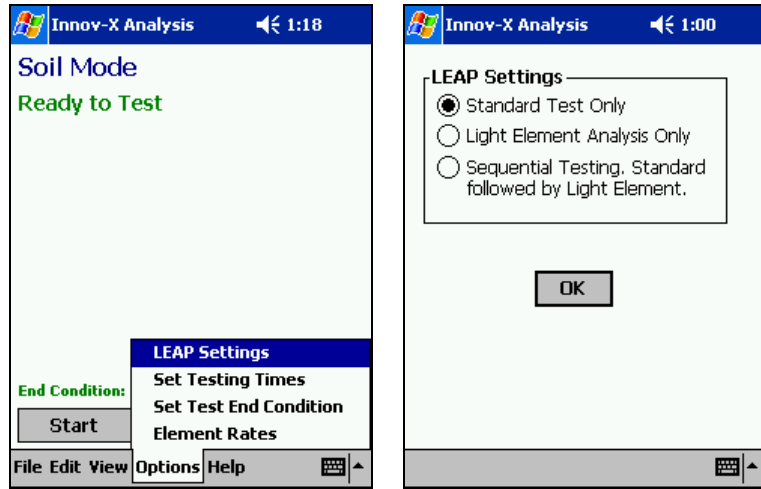 Innov-X Analysis 1:18
Soil Mode
Ready to Test
LEAP Settings
Set Testing Times
End Condition:
Set Test End Condition
Start
Element Rates
File Edit View Options Help
Innov-X Analysis 1:00
LEAP Settings
Standard Test Only
Light Element Analysis Only
Sequential Testing. Standard
followed by Light Element.
OK